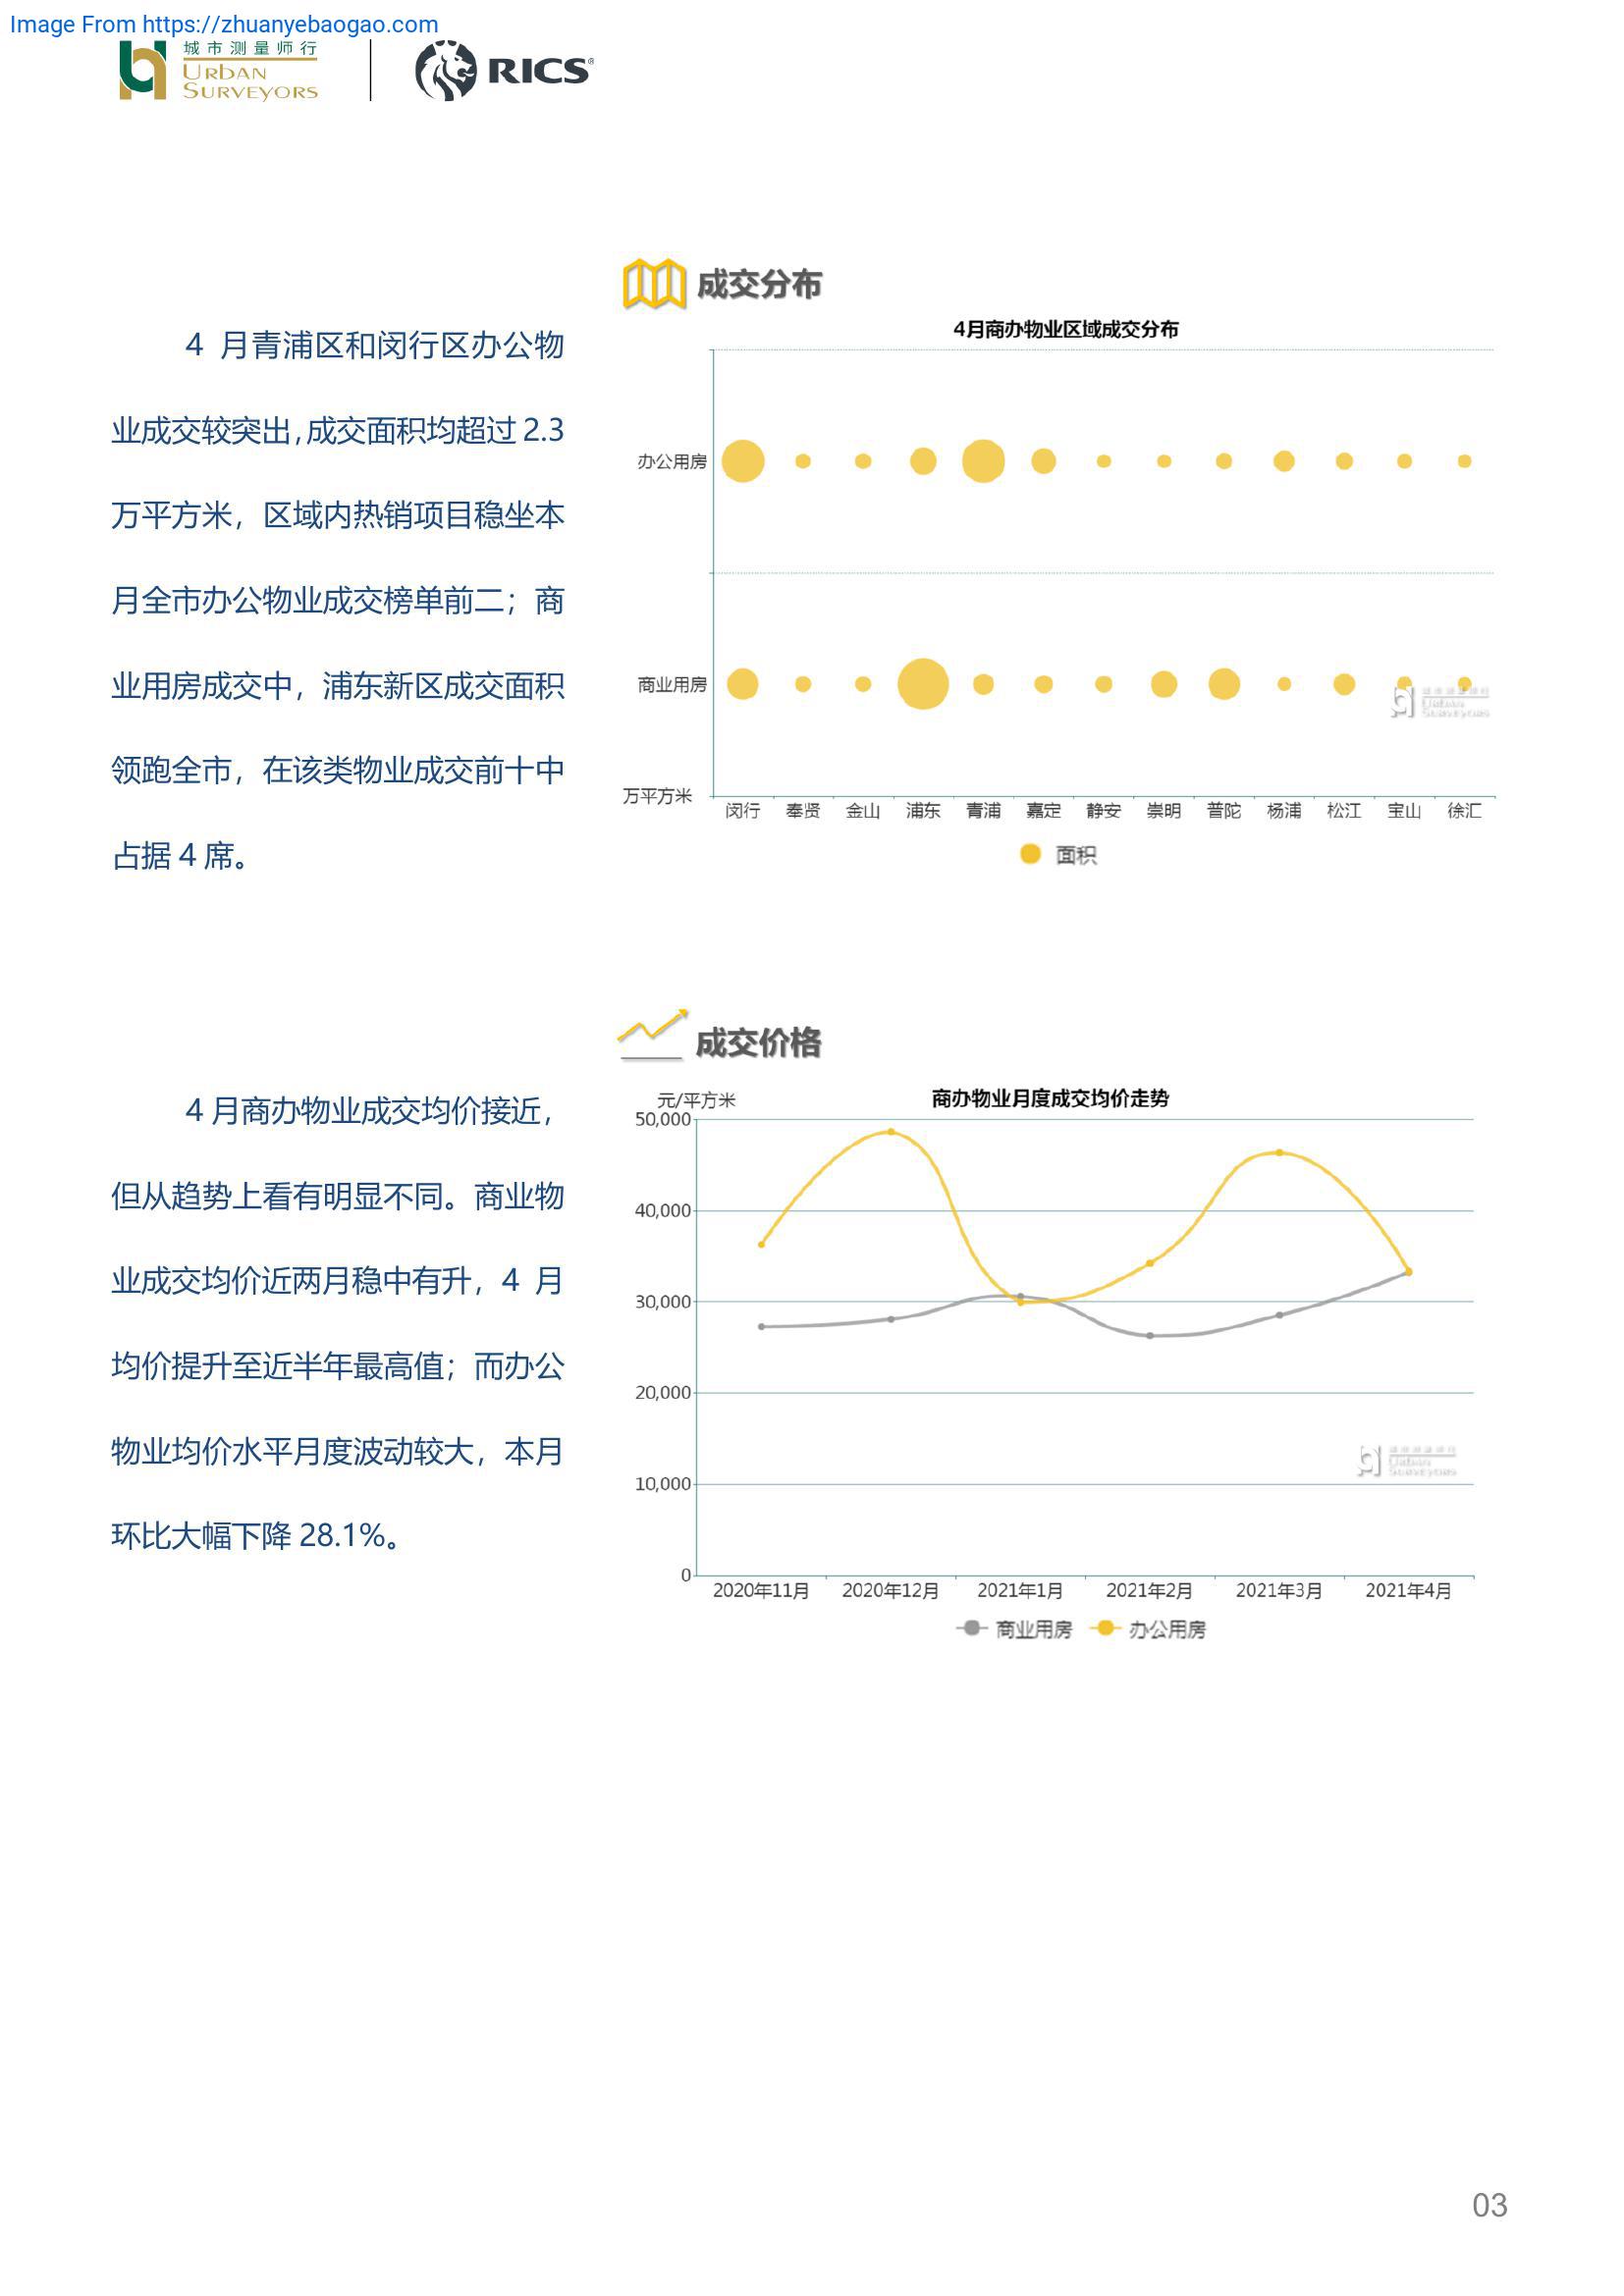 Image From https://zhuanyebaogao.com
城市测量师行
URBAN
SURVEYORS
RICS®
成交分布
4 月青浦区和闵行区办公物
业成交较突出，成交面积均超过 2.3
万平方米，区域内热销项目稳坐本
月全市办公物业成交榜单前二；商
业用房成交中，浦东新区成交面积
领跑全市，在该类物业成交前十中
占据 4 席。
4月商办物业区域成交分布
办公用房
商业用房
城市测量师行
URBAN
SURVEYORS
万平方米
闵行 奉贤 金山 浦东 青浦 嘉定 静安 崇明 普陀 杨浦 松江 宝山 徐汇
面积
成交价格
4 月商办物业成交均价接近，
但从趋势上看有明显不同。商业物
业成交均价近两月稳中有升，4 月
均价提升至近半年最高值；而办公
物业均价水平月度波动较大，本月
环比大幅下降 28.1%。
商办物业月度成交均价走势
元/平方米
50,000
40,000
30,000
20,000
10,000
0
城市测量师行
URBAN
SURVEYORS
2020年11月 2020年12月 2021年1月 2021年2月 2021年3月 2021年4月
商业用房 办公用房
03